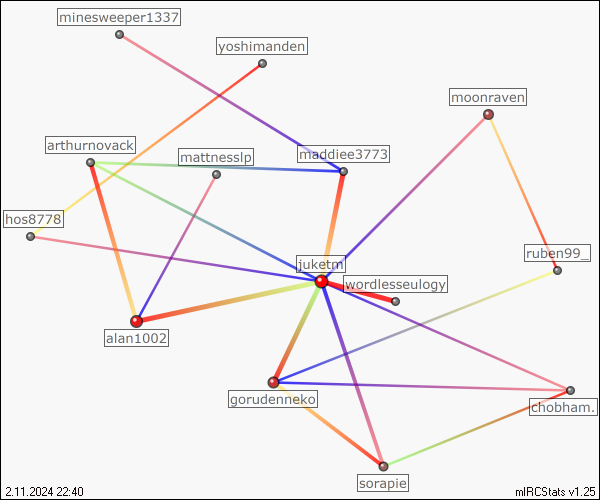 minesweeper1337
yoshimanden
moonraven
arthurnovack
mattnesslp
maddiee3773
hos8778
ruben99_
juketm
wordlesseulogy
alan1002
gorudenneko
chobham.
sorapie
2.11.2024 22:40
mIRCStats v1.25